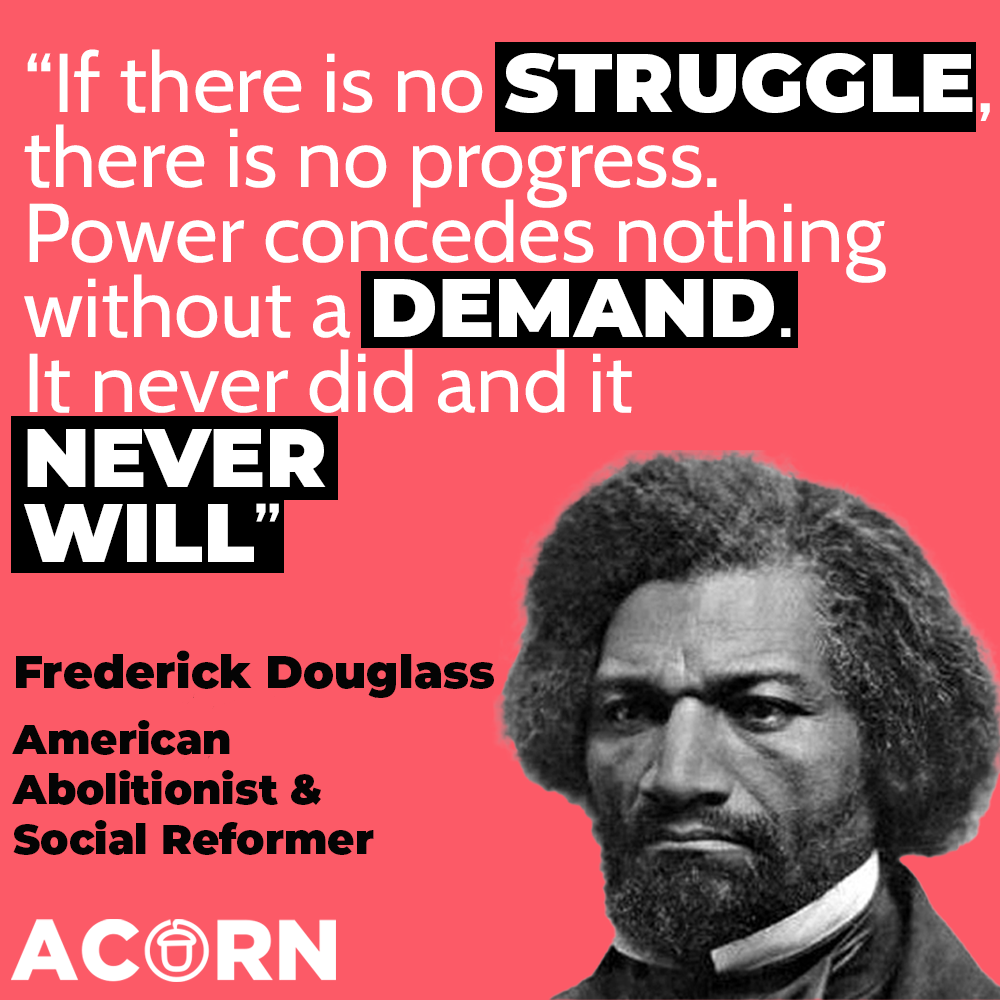 “If there is no STRUGGLE,
there is no progress.
Power concedes nothing
without a DEMAND.
It never did and it
NEVER
WILL”
Frederick Douglass
American
Abolitionist &
Social Reformer
ACORN